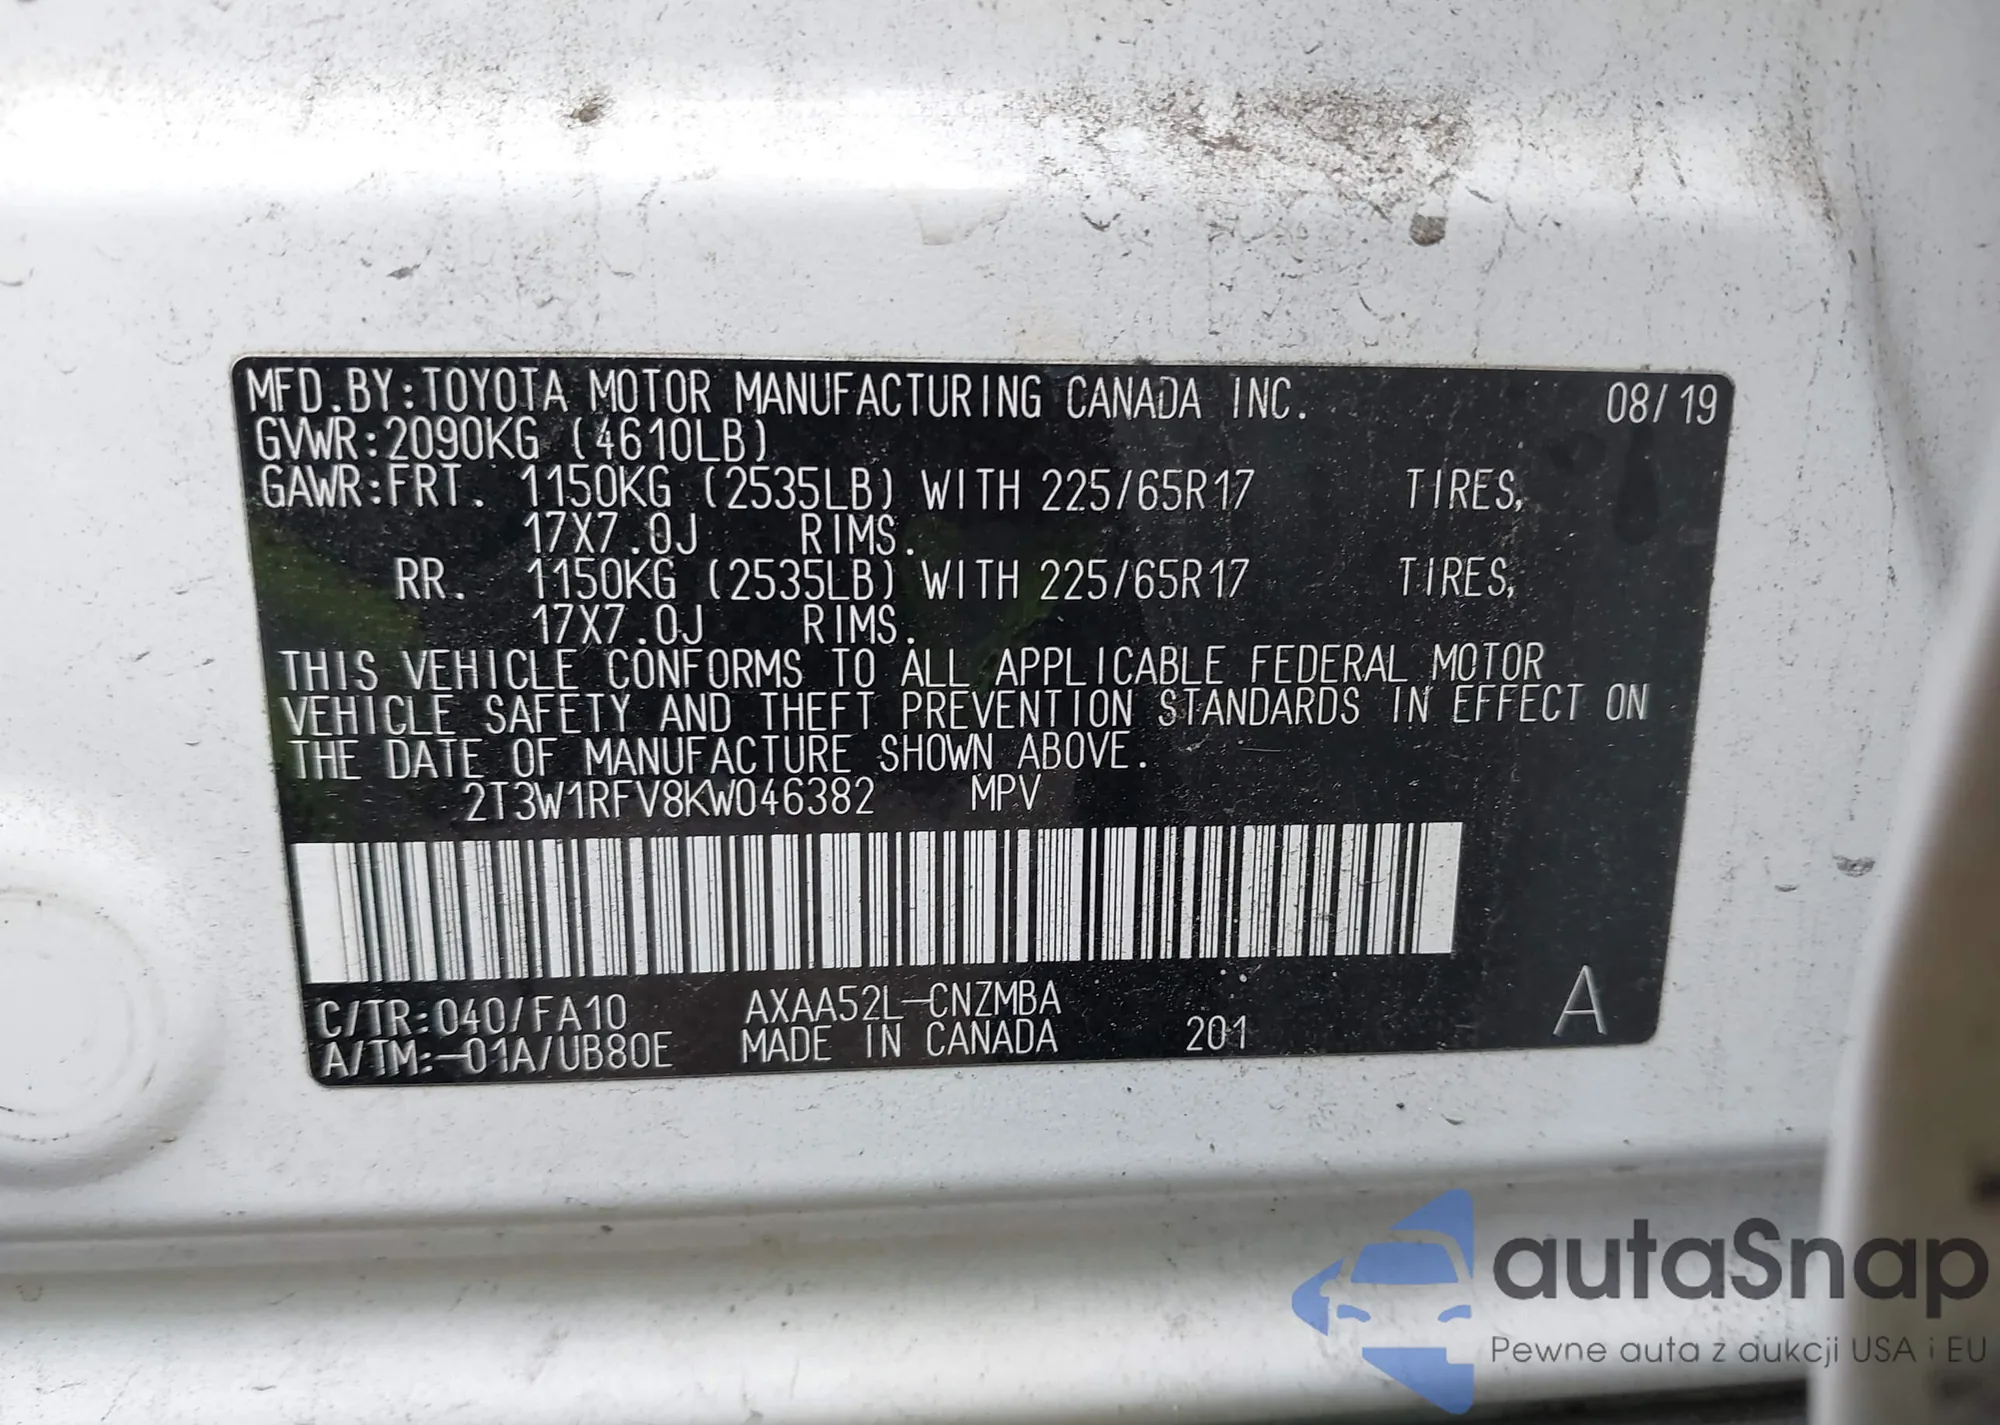 MFD.BY:TOYOTA MOTOR MANUFACTURING CANADA INC. 08/19
GVWR:2090KG (4610LB)
GAWR:FRT. 1150KG (2535LB) WITH 225/65R17 TIRES,
17X7.0J RIMS.
RR. 1150KG (2535LB) WITH 225/65R17 TIRES,
17X7.0J RIMS.
THIS VEHICLE CONFORMS TO ALL APPLICABLE FEDERAL MOTOR
VEHICLE SAFETY AND THEFT PREVENTION STANDARDS IN EFFECT ON
THE DATE OF MANUFACTURE SHOWN ABOVE.
2T3W1RFV8KW046382 MPV
C/TR:040/FA10 AXAA52L-CNZMBA
A/TM:-01A/UB80E MADE IN CANADA 201 A
autaSnap
Pewne auta z aukcji USA i EU